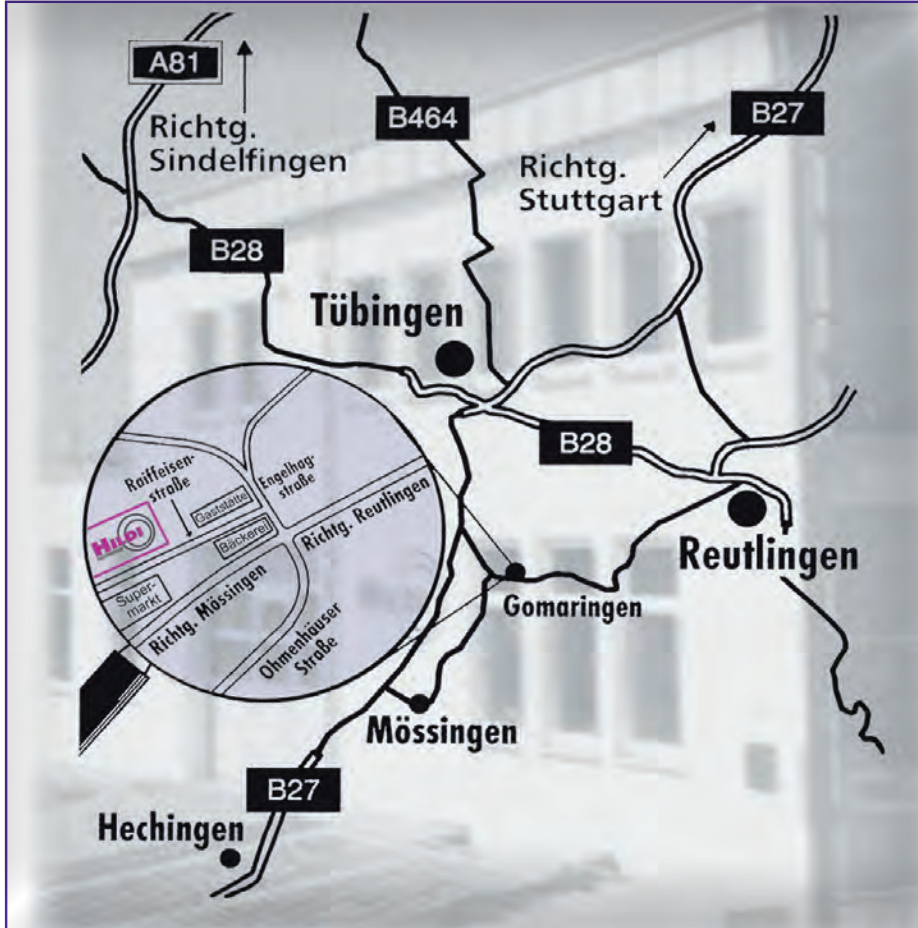 A81
B464
B27
Richtg.
Sindelfingen
Richtg.
Stuttgart
B28
Tübingen
B28
Raiffeisen-
straße
Gaststätte
Engelhag-
straße
HILDI
Bäckerei
Richtg. Reutlingen
Super-
markt
Richtg. Mössingen
Ohmenhäuser
Straße
Reutlingen
Gomaringen
Mössingen
B27
Hechingen